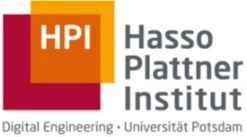 HPI
Hasso
Plattner
Institut
Digital Engineering • Universität Potsdam